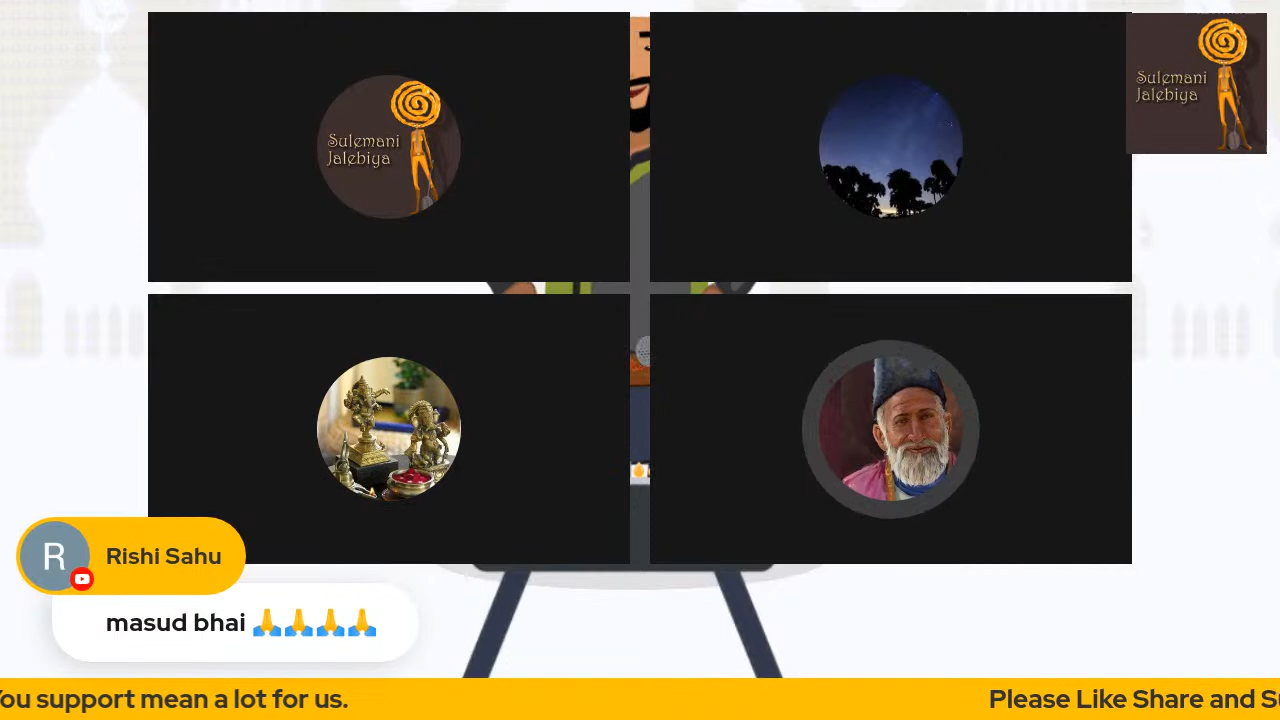 Sulemani
Jalebiya
Sulemani
Jalebiya
R
Rishi Sahu
masud bhai 🙏🙏🙏🙏
You support mean a lot for us.
Please Like Share and Su